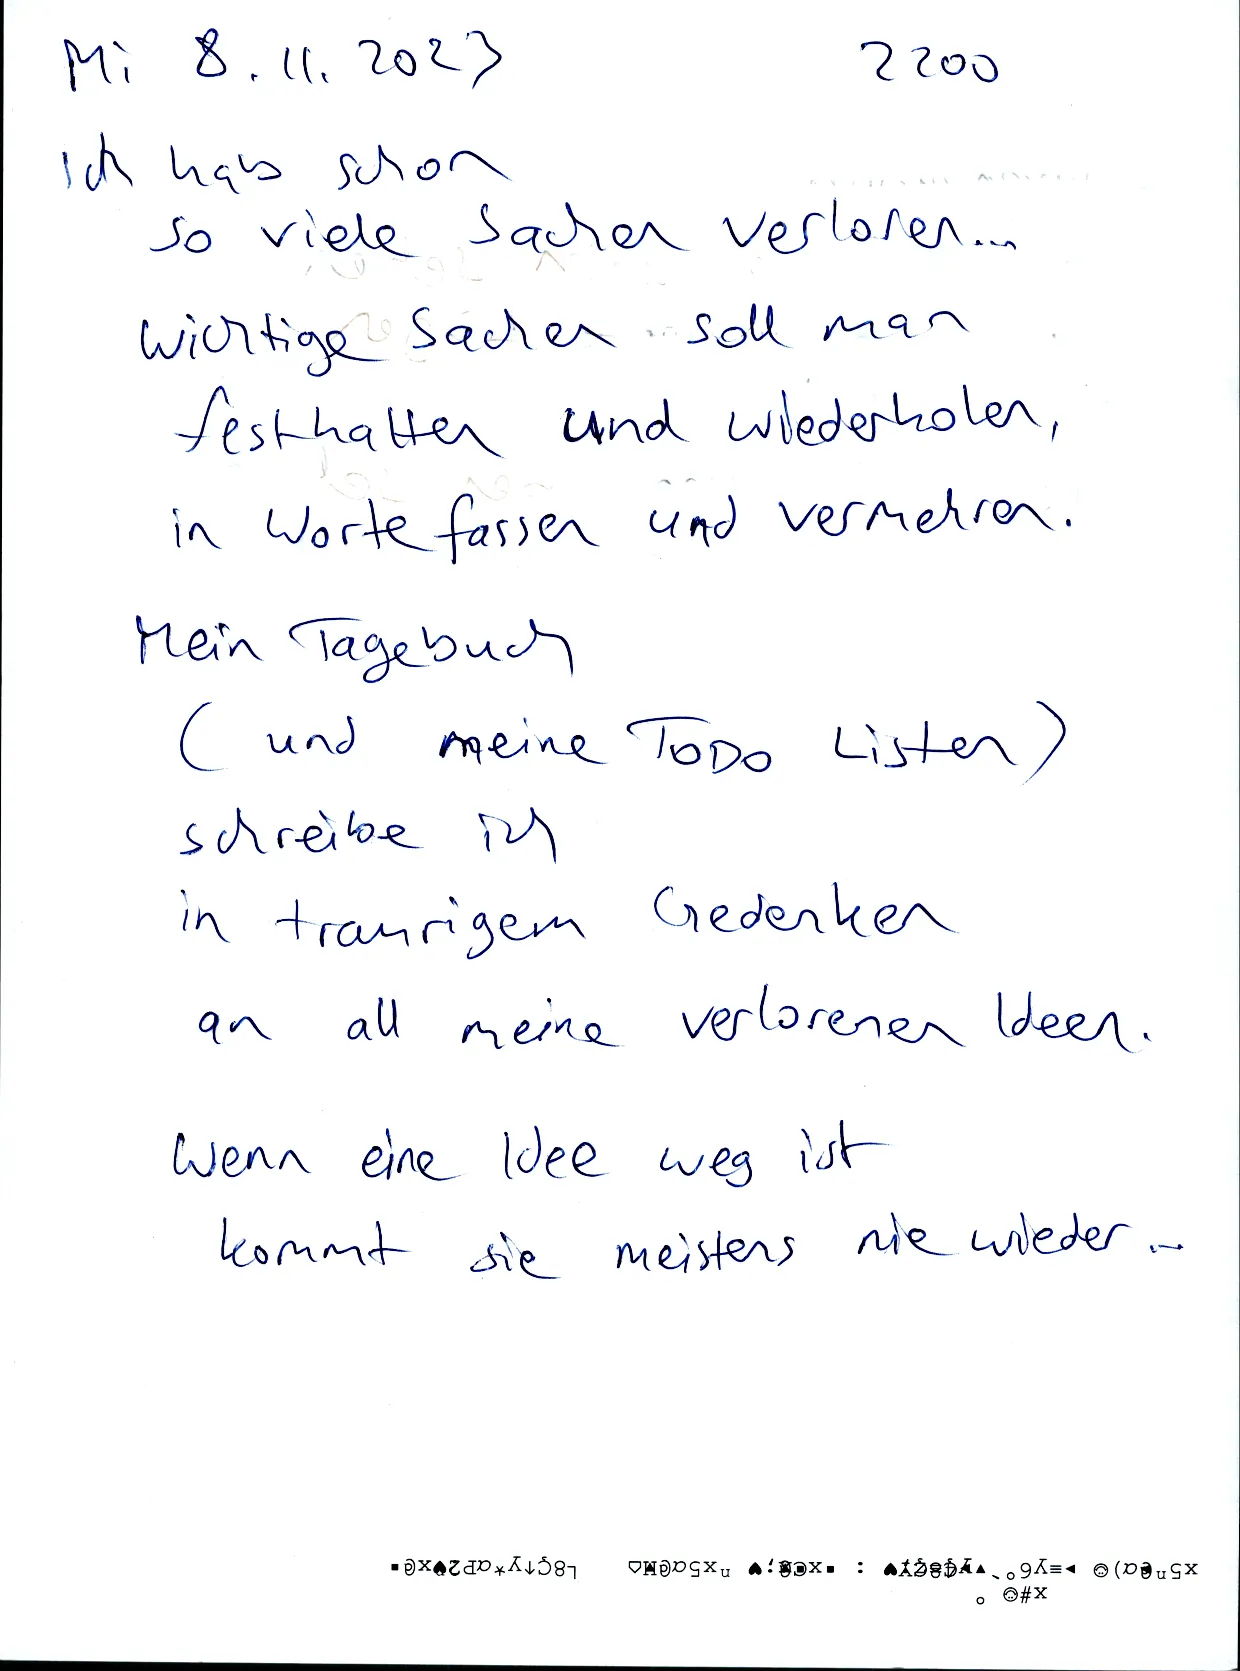 Mi 8.11.2023 2200
Ich hab schon
so viele Sachen verloren...
Wichtige Sachen soll man
festhalten und wiederholen,
in Worte fassen und vermehren.
Mein Tagebuch
(und meine TODO Listen)
schreibe ich
in traurigem Gedenken
an all meine verlorenen Ideen.
Wenn eine Idee weg ist
kommt sie meistens nie wieder...